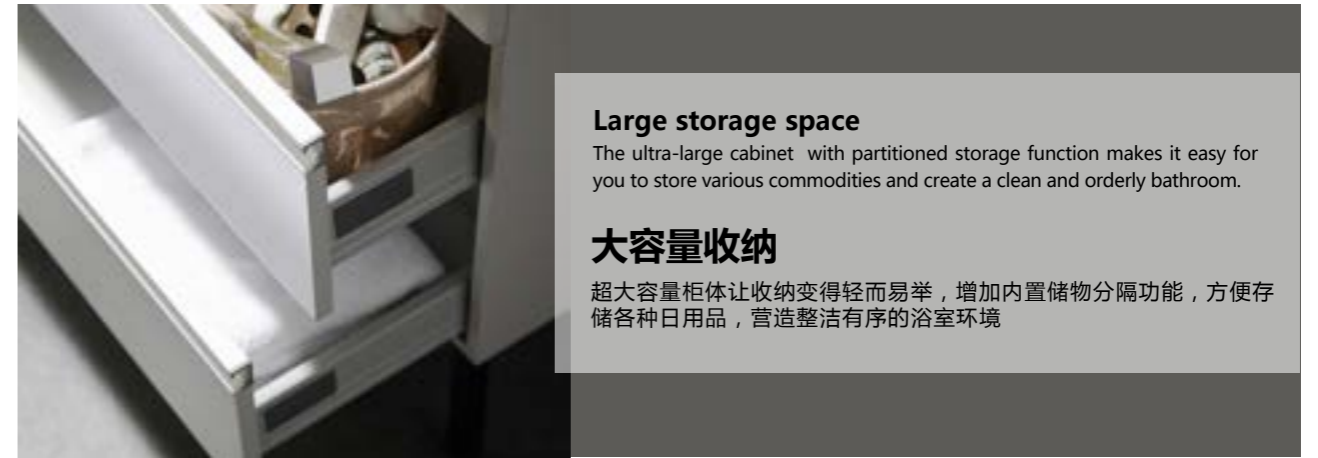 Large storage space
The ultra-large cabinet  with partitioned storage function makes it easy for
you to store various commodities and create a clean and orderly bathroom.
大容量收纳
超大容量柜体让收纳变得轻而易举，增加内置储物分隔功能，方便存
储各种日用品，营造整洁有序的浴室环境